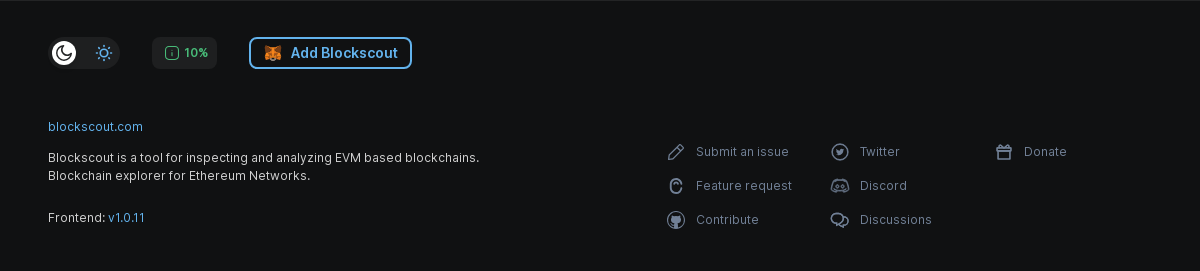 10%
Add Blockscout
blockscout.com
Blockscout is a tool for inspecting and analyzing EVM based blockchains.
Blockchain explorer for Ethereum Networks.
Frontend: v1.0.11
Submit an issue
Feature request
Contribute
Twitter
Discord
Discussions
Donate